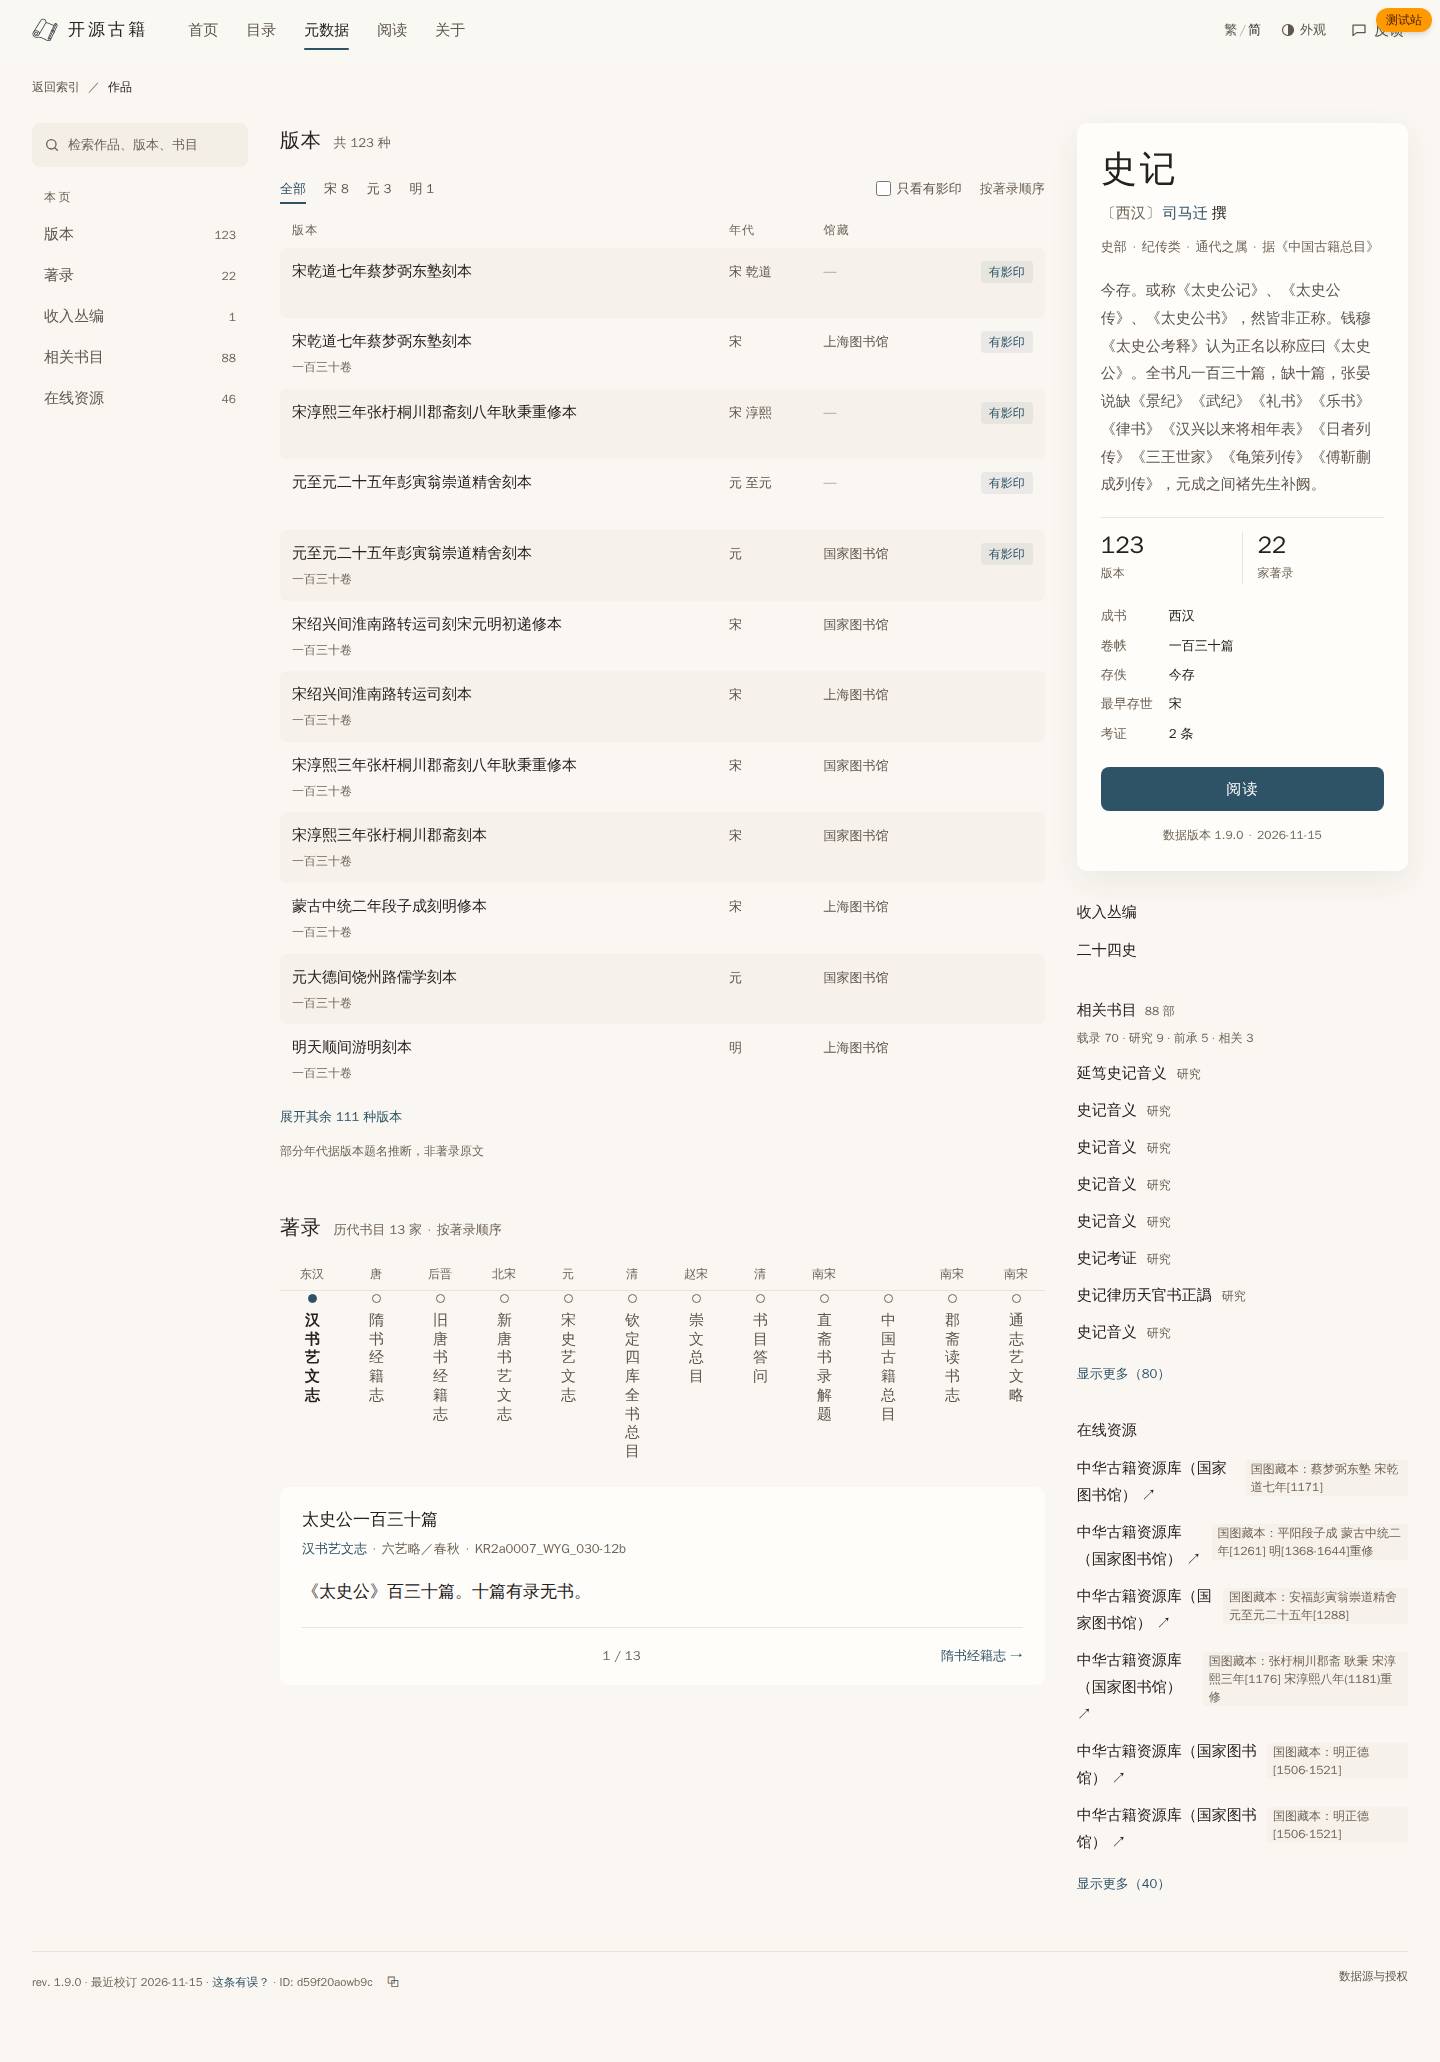 开源古籍
首页 目录 元数据 阅读 关于
繁 / 简 外观
测试站
返回索引 ／ 作品
检索作品、版本、书目
本页
版本 123
著录 22
收入丛编 1
相关书目 88
在线资源 46
版本 共 123 种
全部 宋 8 元 3 明 1 只看有影印 按著录顺序
版本 年代 馆藏
宋乾道七年蔡梦弼东塾刻本 宋 乾道 — 有影印
宋乾道七年蔡梦弼东塾刻本 宋 上海图书馆 有影印
一百三十卷
宋淳熙三年张杅桐川郡斋刻八年耿秉重修本 宋 淳熙 — 有影印
元至元二十五年彭寅翁崇道精舍刻本 元 至元 — 有影印
元至元二十五年彭寅翁崇道精舍刻本 元 国家图书馆 有影印
一百三十卷
宋绍兴间淮南路转运司刻宋元明初递修本 宋 国家图书馆
一百三十卷
宋绍兴间淮南路转运司刻本 宋 上海图书馆
一百三十卷
宋淳熙三年张杅桐川郡斋刻八年耿秉重修本 宋 国家图书馆
一百三十卷
宋淳熙三年张杅桐川郡斋刻本 宋 国家图书馆
一百三十卷
蒙古中统二年段子成刻明修本 宋 上海图书馆
一百三十卷
元大德间饶州路儒学刻本 元 国家图书馆
一百三十卷
明天顺间游明刻本 明 上海图书馆
一百三十卷
展开其余 111 种版本
部分年代据版本题名推断，非著录原文
著录 历代书目 13 家 · 按著录顺序
东汉 唐 后晋 北宋 元 清 赵宋 清 南宋 南宋 南宋
汉书艺文志
隋书经籍志
旧唐书经籍志
新唐书艺文志
宋史艺文志
钦定四库全书总目
崇文总目
书目答问
直斋书录解题
中国古籍总目
郡斋读书志
通志艺文略
太史公一百三十篇
汉书艺文志 · 六艺略／春秋 · KR2a0007_WYG_030-12b
《太史公》百三十篇。十篇有录无书。
1 / 13 隋书经籍志 →
史记
〔西汉〕司马迁 撰
史部 · 纪传类 · 通代之属 · 据《中国古籍总目》
今存。或称《太史公记》、《太史公
传》、《太史公书》，然皆非正称。钱穆
《太史公考释》认为正名以称应曰《太史
公》。全书凡一百三十篇，缺十篇，张晏
说缺《景纪》《武纪》《礼书》《乐书》
《律书》《汉兴以来将相年表》《日者列
传》《三王世家》《龟策列传》《傅靳蒯
成列传》，元成之间褚先生补阙。
123 22
版本 家著录
成书 西汉
卷帙 一百三十篇
存佚 今存
最早存世 宋
考证 2 条
阅读
数据版本 1.9.0 · 2026-11-15
收入丛编
二十四史
相关书目 88 部
载录 70 · 研究 9 · 前承 5 · 相关 3
延笃史记音义 研究
史记音义 研究
史记音义 研究
史记音义 研究
史记音义 研究
史记考证 研究
史记律历天官书正譌 研究
史记音义 研究
显示更多（80）
在线资源
中华古籍资源库（国家
图书馆） ↗
国图藏本：蔡梦弼东塾 宋乾
道七年[1171]
中华古籍资源库
（国家图书馆） ↗
国图藏本：平阳段子成 蒙古中统二
年[1261] 明[1368-1644]重修
中华古籍资源库（国
家图书馆） ↗
国图藏本：安福彭寅翁崇道精舍
元至元二十五年[1288]
中华古籍资源库
（国家图书馆）
↗
国图藏本：张杅桐川郡斋 耿秉 宋淳
熙三年[1176] 宋淳熙八年(1181)重
修
中华古籍资源库（国家图书
馆） ↗
国图藏本：明正德
[1506-1521]
中华古籍资源库（国家图书
馆） ↗
国图藏本：明正德
[1506-1521]
显示更多（40）
rev. 1.9.0 · 最近校订 2026-11-15 · 这条有误？ · ID: d59f20aowb9c
数据源与授权